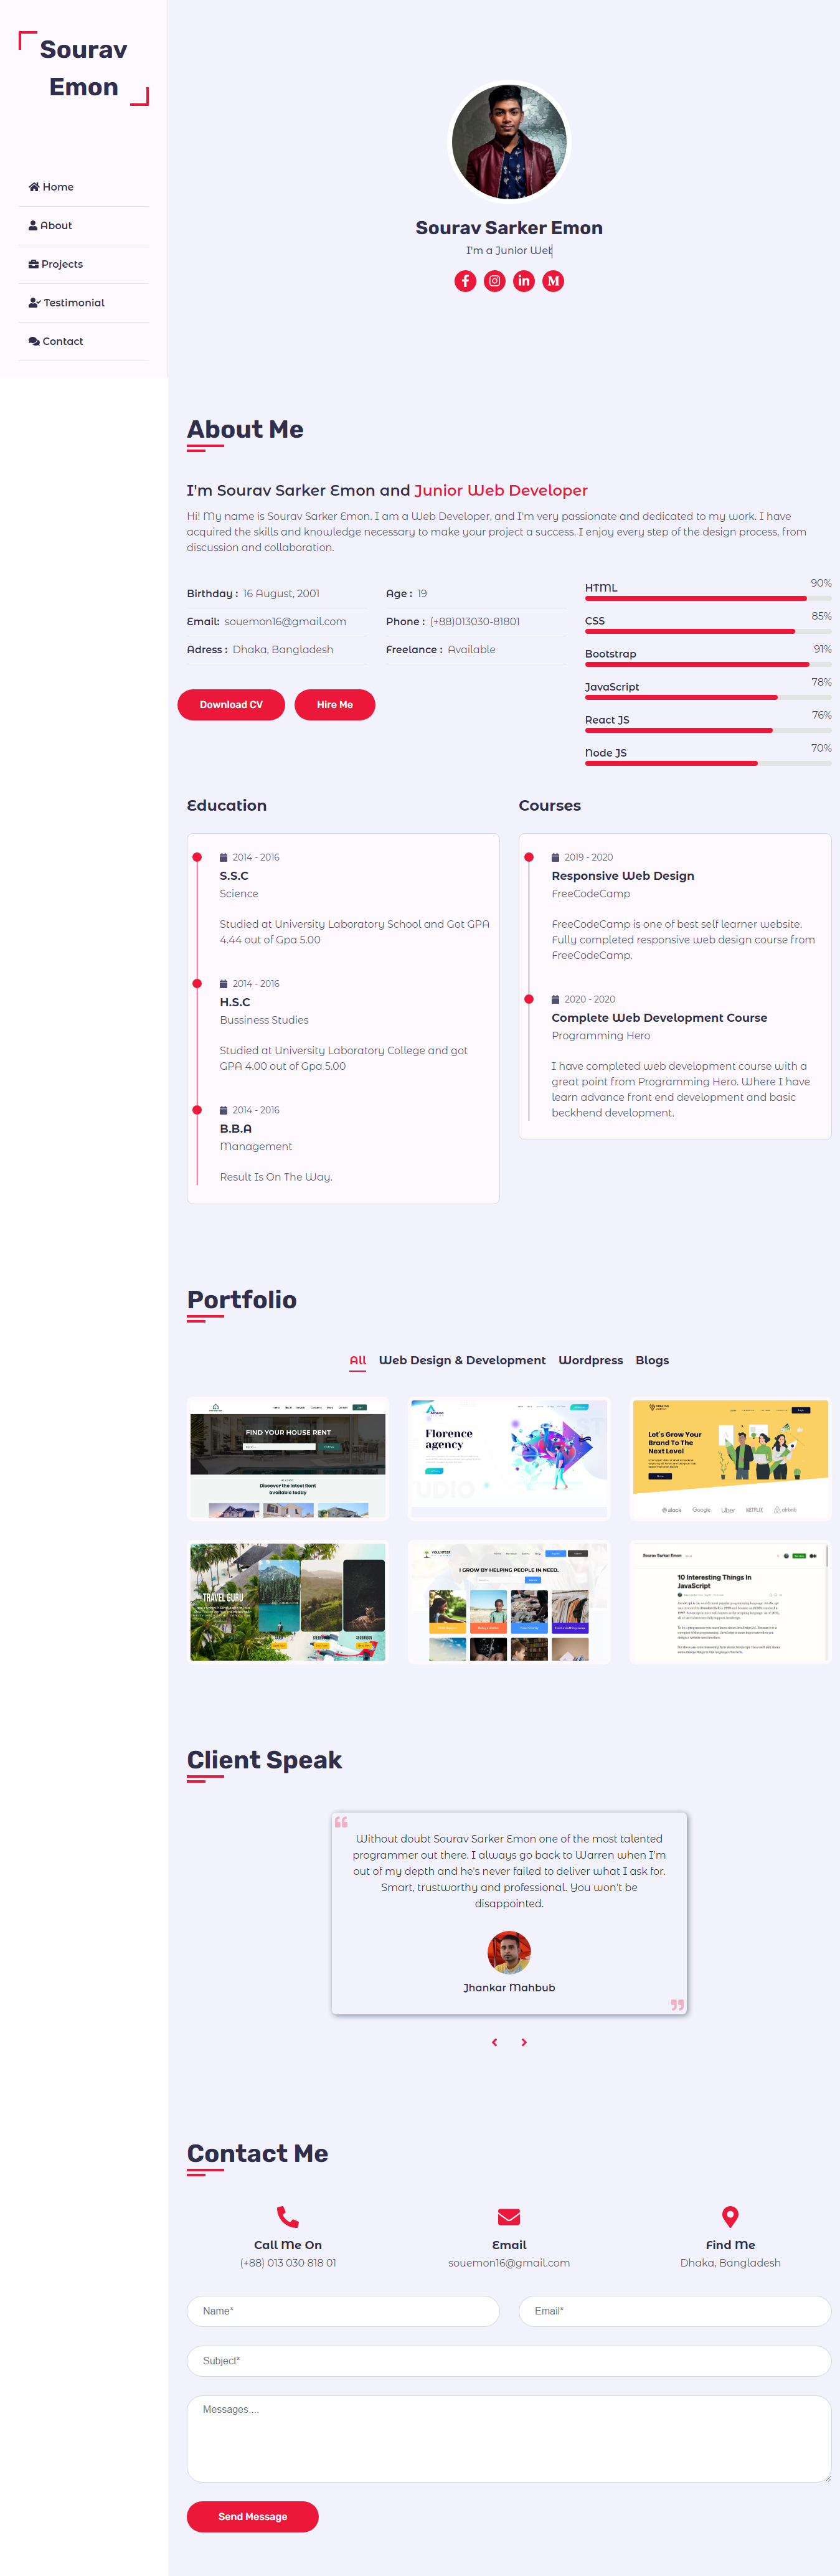 Sourav
Emon
Home
About
Projects
Testimonial
Contact
Sourav Sarker Emon
I'm a Junior Web
About Me
I'm Sourav Sarker Emon and Junior Web Developer
Hi! My name is Sourav Sarker Emon. I am a Web Developer, and I'm very passionate and dedicated to my work. I have
acquired the skills and knowledge necessary to make your project a success. I enjoy every step of the design process, from
discussion and collaboration.
Birthday : 16 August, 2001
Age : 19
Email: souemon16@gmail.com
Phone : (+88)013030-81801
Adress : Dhaka, Bangladesh
Freelance : Available
Download CV
Hire Me
HTML 90%
CSS 85%
Bootstrap 91%
JavaScript 78%
React JS 76%
Node JS 70%
Education
2014 - 2016
S.S.C
Science
Studied at University Laboratory School and Got GPA
4.44 out of Gpa 5.00
2014 - 2016
H.S.C
Bussiness Studies
Studied at University Laboratory College and got
GPA 4.00 out of Gpa 5.00
2014 - 2016
B.B.A
Management
Result Is On The Way.
Courses
2019 - 2020
Responsive Web Design
FreeCodeCamp
FreeCodeCamp is one of best self learner website.
Fully completed responsive web design course from
FreeCodeCamp.
2020 - 2020
Complete Web Development Course
Programming Hero
I have completed web development course with a
great point from Programming Hero. Where I have
learn advance front end development and basic
beckhend development.
Portfolio
All Web Design & Development Wordpress Blogs
FIND YOUR HOUSE RENT
Discover the latest Rent
available today
Florence
agency
Let's Grow Your
Brand To The
Next Level
slack Google Uber NETFLIX airbnb
TRAVEL GURU
I GROW BY HELPING PEOPLE IN NEED.
Sourav Sarkar Emon
10 Interesting Things In
JavaScript
Client Speak
Without doubt Sourav Sarker Emon one of the most talented
programmer out there. I always go back to Warren when I'm
out of my depth and he's never failed to deliver what I ask for.
Smart, trustworthy and professional. You won't be
disappointed.
Jhankar Mahbub
Contact Me
Call Me On
(+88) 013 030 818 01
Email
souemon16@gmail.com
Find Me
Dhaka, Bangladesh
Name*
Email*
Subject*
Messages....
Send Message